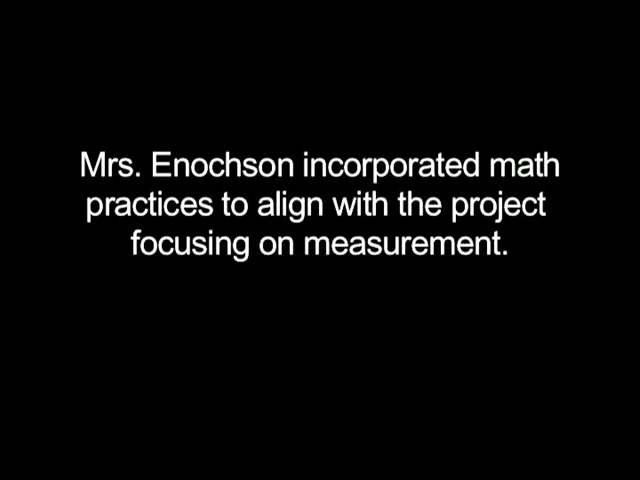 Mrs. Enochson incorporated math
practices to align with the project
focusing on measurement.